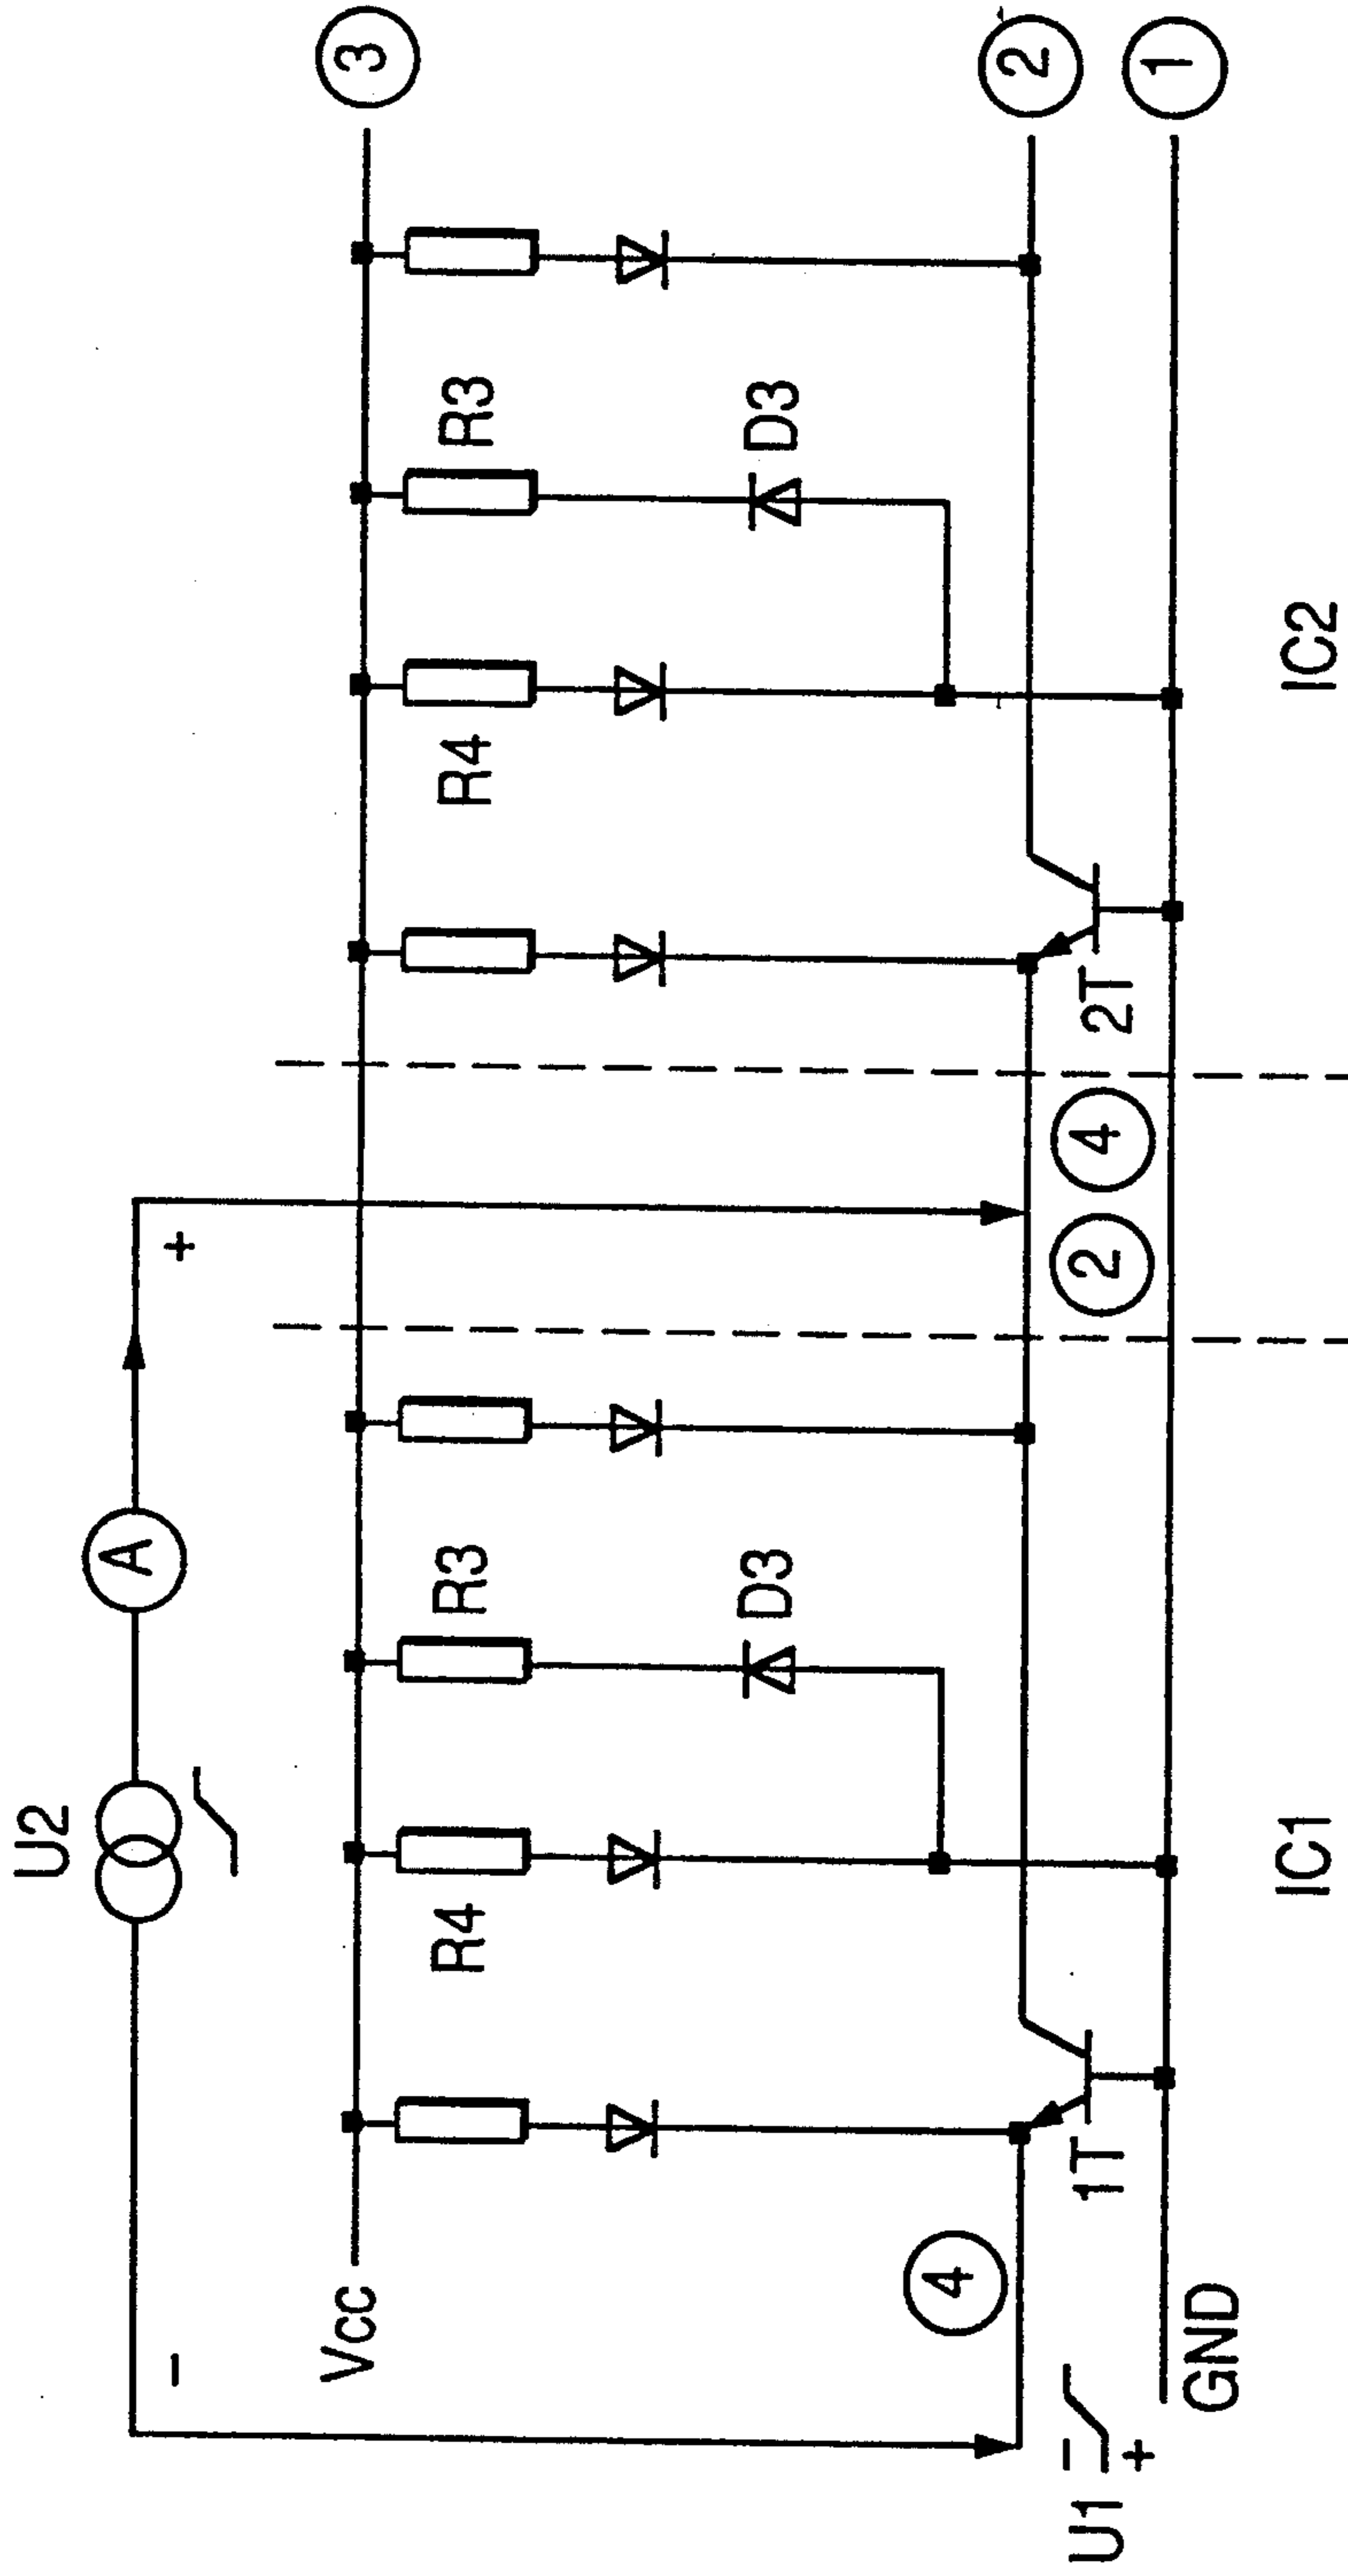 U2
A
-
+
Vcc
3
R4
R3
R4
R3
D3
D3
4
2
4
2
1T
2T
1
U1
-
+
GND
IC1
IC2